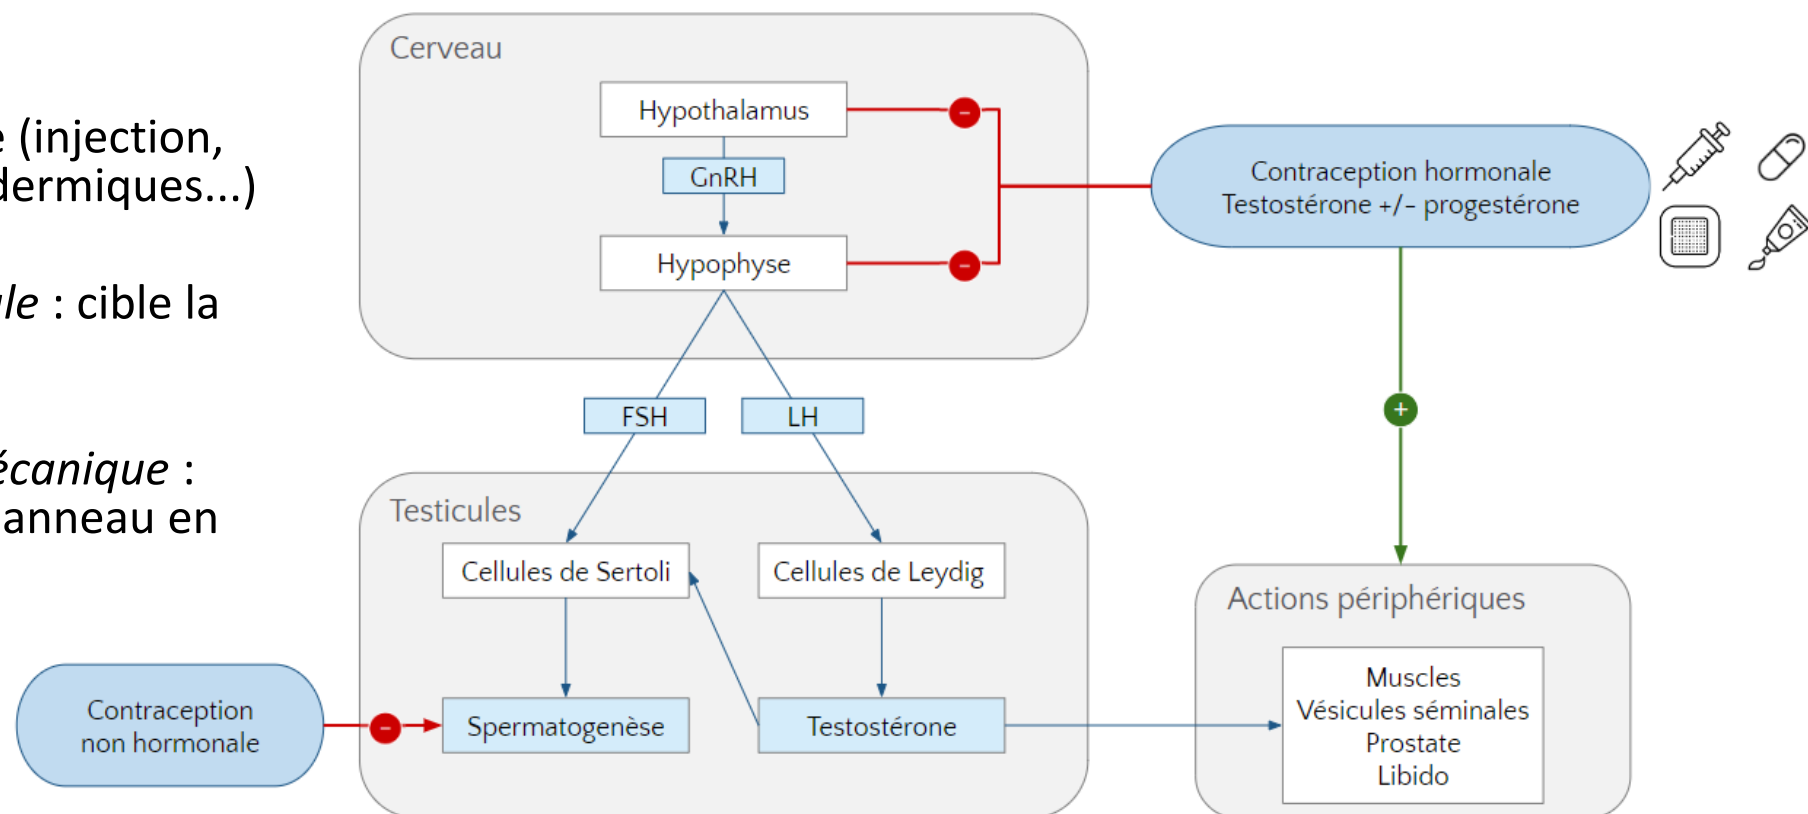 e (injection,
dermiques...)
le : cible la
écanique :
anneau en
Cerveau
Hypothalamus
-
GnRH
Hypophyse
-
Contraception hormonale
Testostérone +/- progestérone
FSH
LH
+
Testicules
Cellules de Sertoli
Cellules de Leydig
Contraception
non hormonale
-
Spermatogenèse
Testostérone
Actions périphériques
Muscles
Vésicules séminales
Prostate
Libido